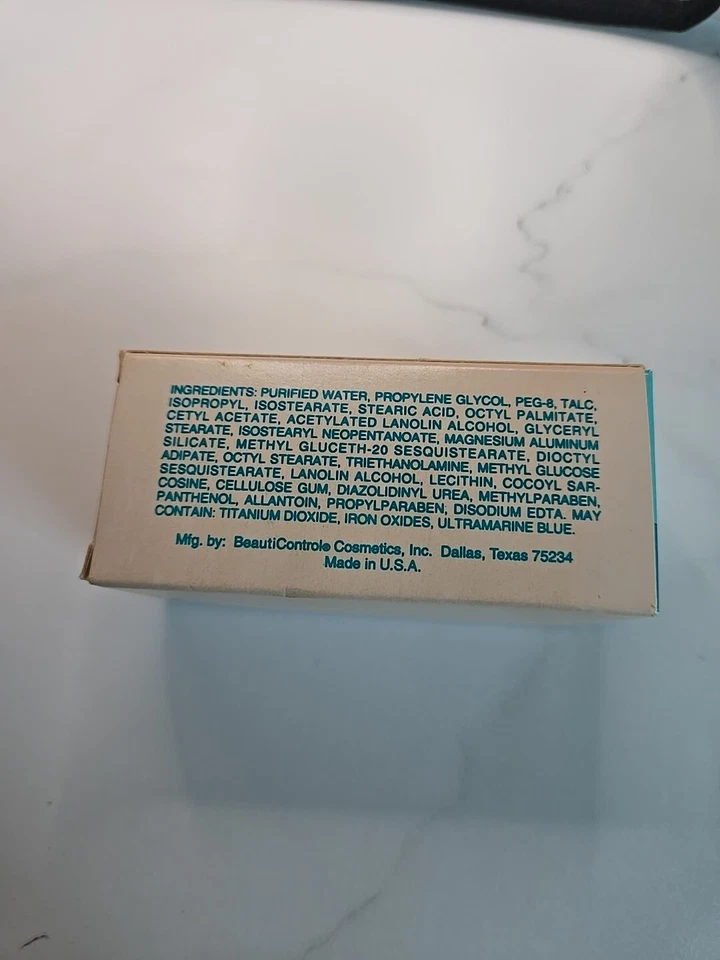 INGREDIENTS: PURIFIED WATER, PROPYLENE GLYCOL, PEG-8, TALC,
ISOPROPYL, ISOSTEARATE, STEARIC ACID, OCTYL PALMITATE,
CETYL ACETATE, ACETYLATED LANOLIN ALCOHOL, GLYCERYL
STEARATE, ISOSTEARYL NEOPENTANOATE, MAGNESIUM ALUMINUM
SILICATE, METHYL GLUCETH-20 SESQUISTEARATE, DIOCTYL
ADIPATE, OCTYL STEARATE, TRIETHANOLAMINE, METHYL GLUCOSE
SESQUISTEARATE, LANOLIN ALCOHOL, LECITHIN, COCOYL SAR-
COSINE, CELLULOSE GUM, DIAZOLIDINYL UREA, METHYLPARABEN,
PANTHENOL, ALLANTOIN, PROPYLPARABEN, DISODIUM EDTA. MAY
CONTAIN: TITANIUM DIOXIDE, IRON OXIDES, ULTRAMARINE BLUE.
Mfg. by: BeautiControl® Cosmetics, Inc. Dallas, Texas 75234
Made in U.S.A.